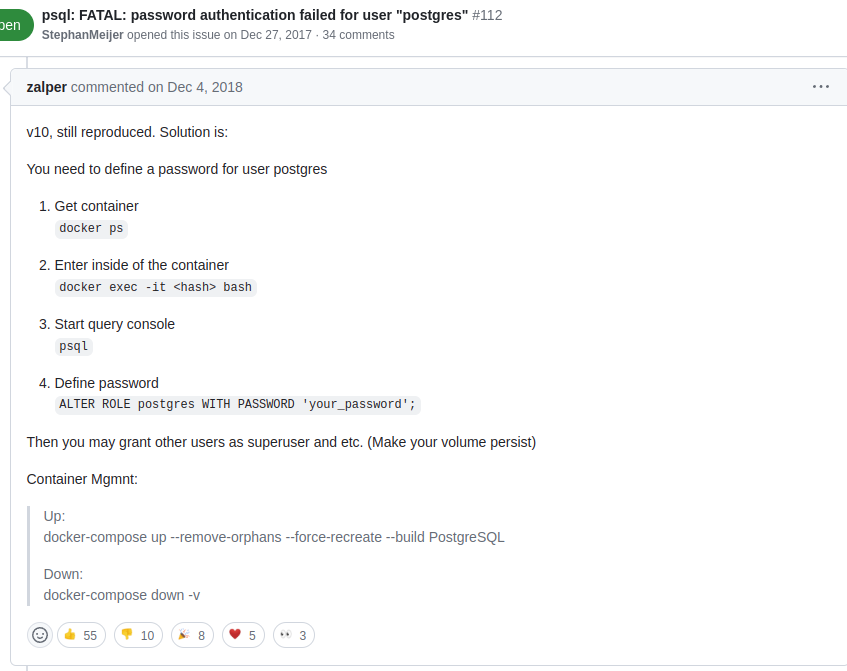 pen
psql: FATAL: password authentication failed for user "postgres" #112
StephanMeijer opened this issue on Dec 27, 2017 · 34 comments
zalper commented on Dec 4, 2018
v10, still reproduced. Solution is:
You need to define a password for user postgres
1. Get container
docker ps
2. Enter inside of the container
docker exec -it <hash> bash
3. Start query console
psql
4. Define password
ALTER ROLE postgres WITH PASSWORD 'your_password';
Then you may grant other users as superuser and etc. (Make your volume persist)
Container Mgmnt:
Up:
docker-compose up --remove-orphans --force-recreate --build PostgreSQL
Down:
docker-compose down -v
55 10 8 5 3